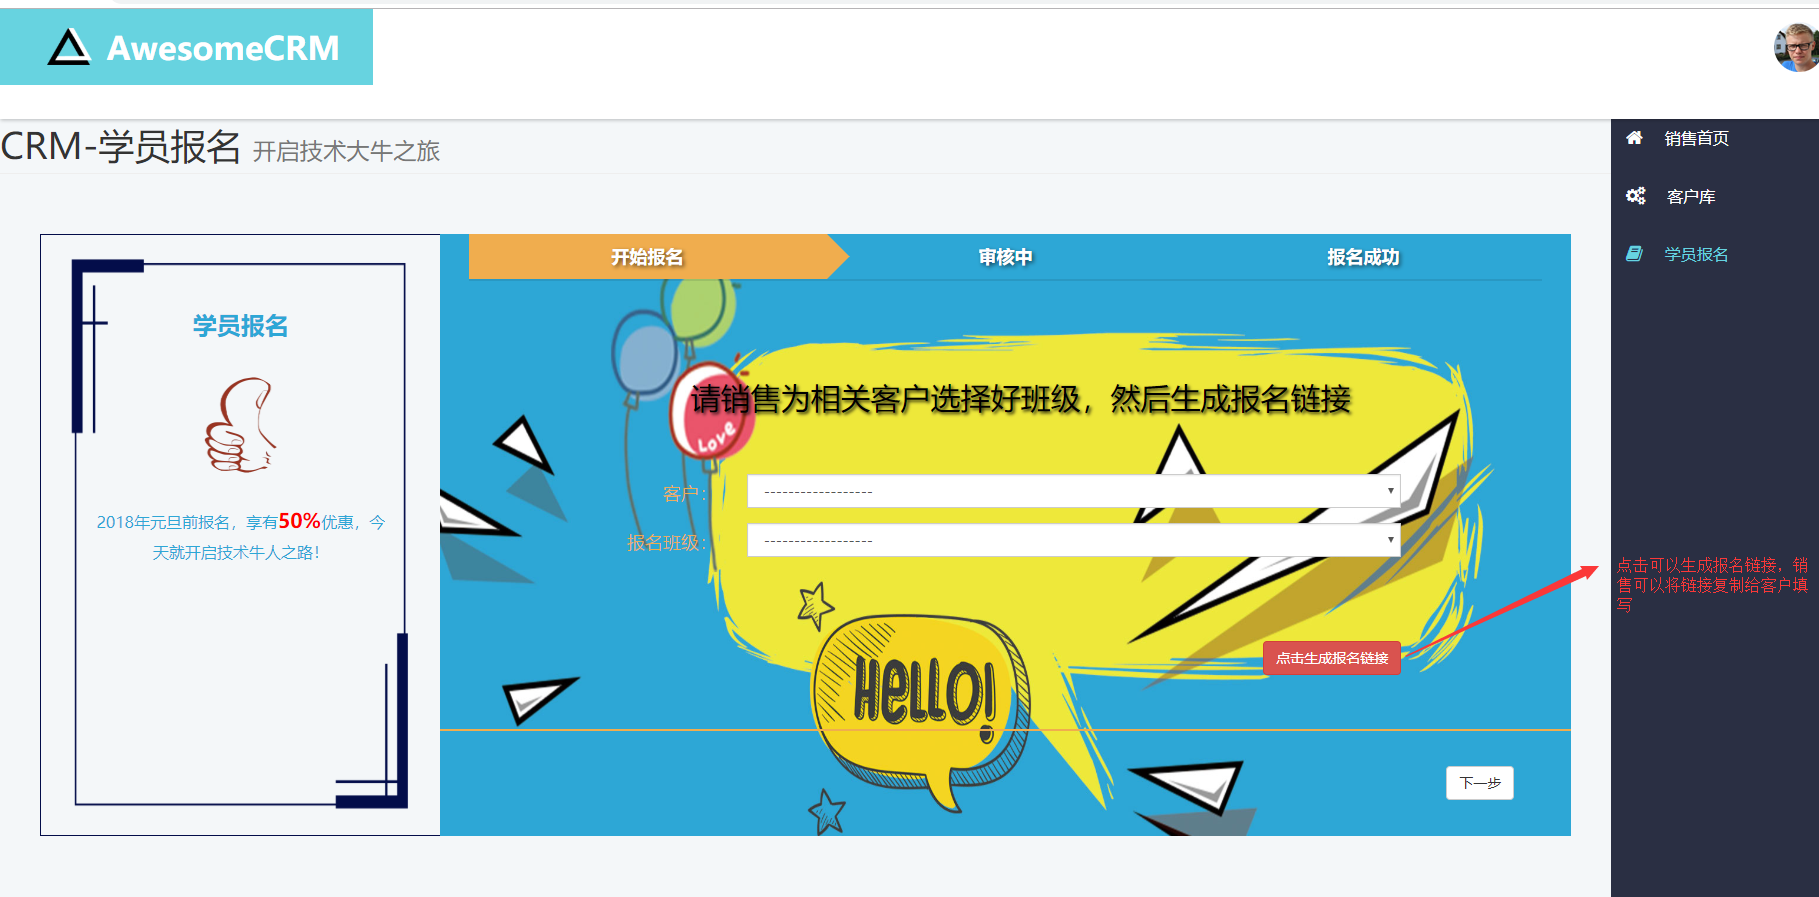 AwesomeCRM
CRM-学员报名 开启技术大牛之旅
销售首页
客户库
学员报名
学员报名
2018年元旦前报名，享有50%优惠，今
天就开启技术牛人之路！
开始报名
审核中
报名成功
Love
请销售为相关客户选择好班级，然后生成报名链接
客户：
------------------
报名班级：
------------------
点击生成报名链接
HELLO!
下一步
点击可以生成报名链接，销
售可以将链接复制给客户填
写